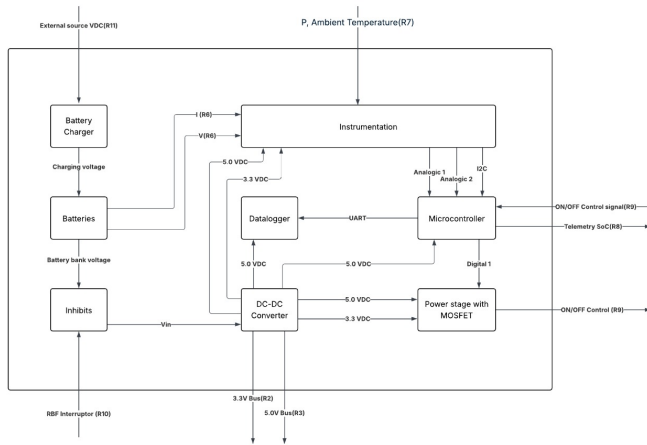 External source VDC(R11)
P, Ambient Temperature(R7)
Battery
Charger
I (R6)
V(R6)
Instrumentation
5.0 VDC
3.3 VDC
Charging voltage
Analogic 1
Analogic 2
I2C
Batteries
Datalogger
UART
Microcontroller
ON/OFF Control signal(R9)
Telemetry SoC(R8)
Battery bank voltage
5.0 VDC
5.0 VDC
Digital 1
Inhibits
Vin
DC-DC
Converter
5.0 VDC
3.3 VDC
Power stage with
MOSFET
ON/OFF Control (R9)
3.3V Bus(R2)
5.0V Bus(R3)
RBF Interruptor (R10)